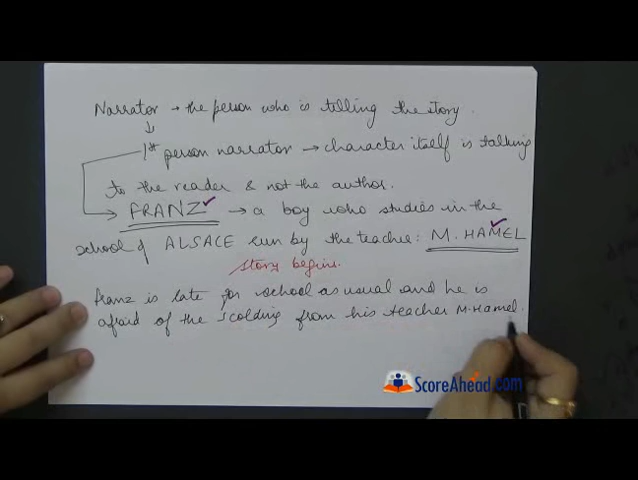 Narrator → the person who is telling the story.
1st person narrator → character itself is talking
to the reader & not the author.
FRANZ → a boy who studies in the
school of ALSACE run by the teacher: M. HAMEL
Story begins.
Franz is late for school as usual and he is
afraid of the scolding from his teacher M. Hamel.
ScoreAhead.com